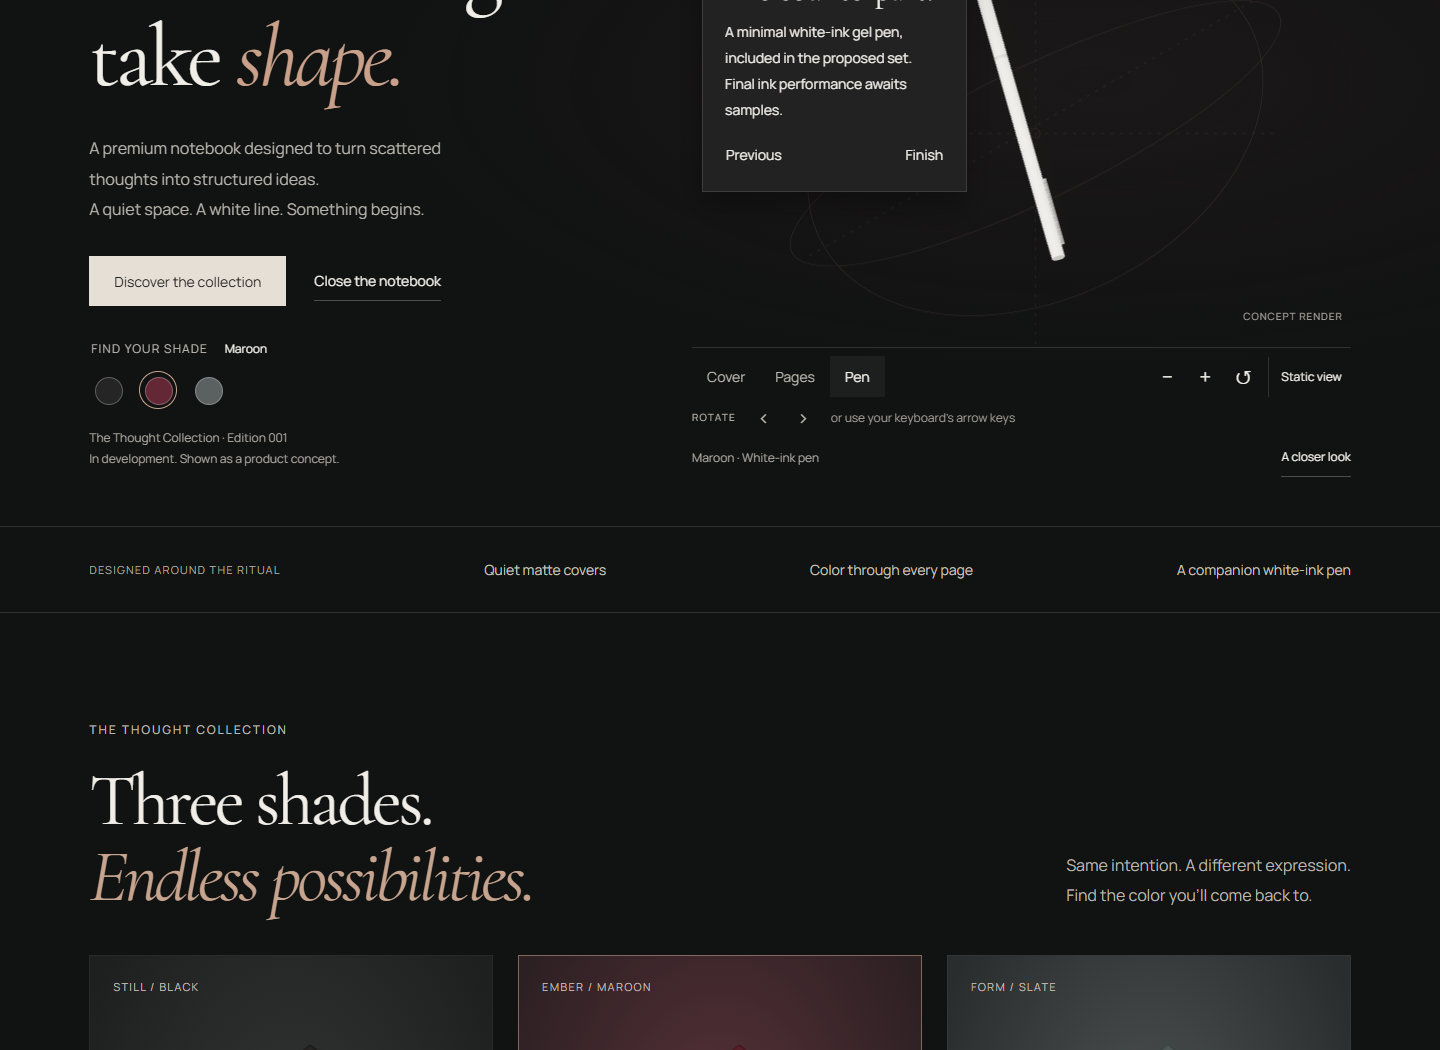 take shape.
A premium notebook designed to turn scattered
thoughts into structured ideas.
A quiet space. A white line. Something begins.
Discover the collection
Close the notebook
FIND YOUR SHADE Maroon
The Thought Collection · Edition 001
In development. Shown as a product concept.
A minimal white-ink gel pen,
included in the proposed set.
Final ink performance awaits
samples.
Previous
Finish
CONCEPT RENDER
Cover
Pages
Pen
− + ↺ Static view
ROTATE ‹ › or use your keyboard's arrow keys
Maroon · White-ink pen
A closer look
DESIGNED AROUND THE RITUAL
Quiet matte covers
Color through every page
A companion white-ink pen
THE THOUGHT COLLECTION
Three shades.
Endless possibilities.
Same intention. A different expression.
Find the color you'll come back to.
STILL / BLACK
EMBER / MAROON
FORM / SLATE